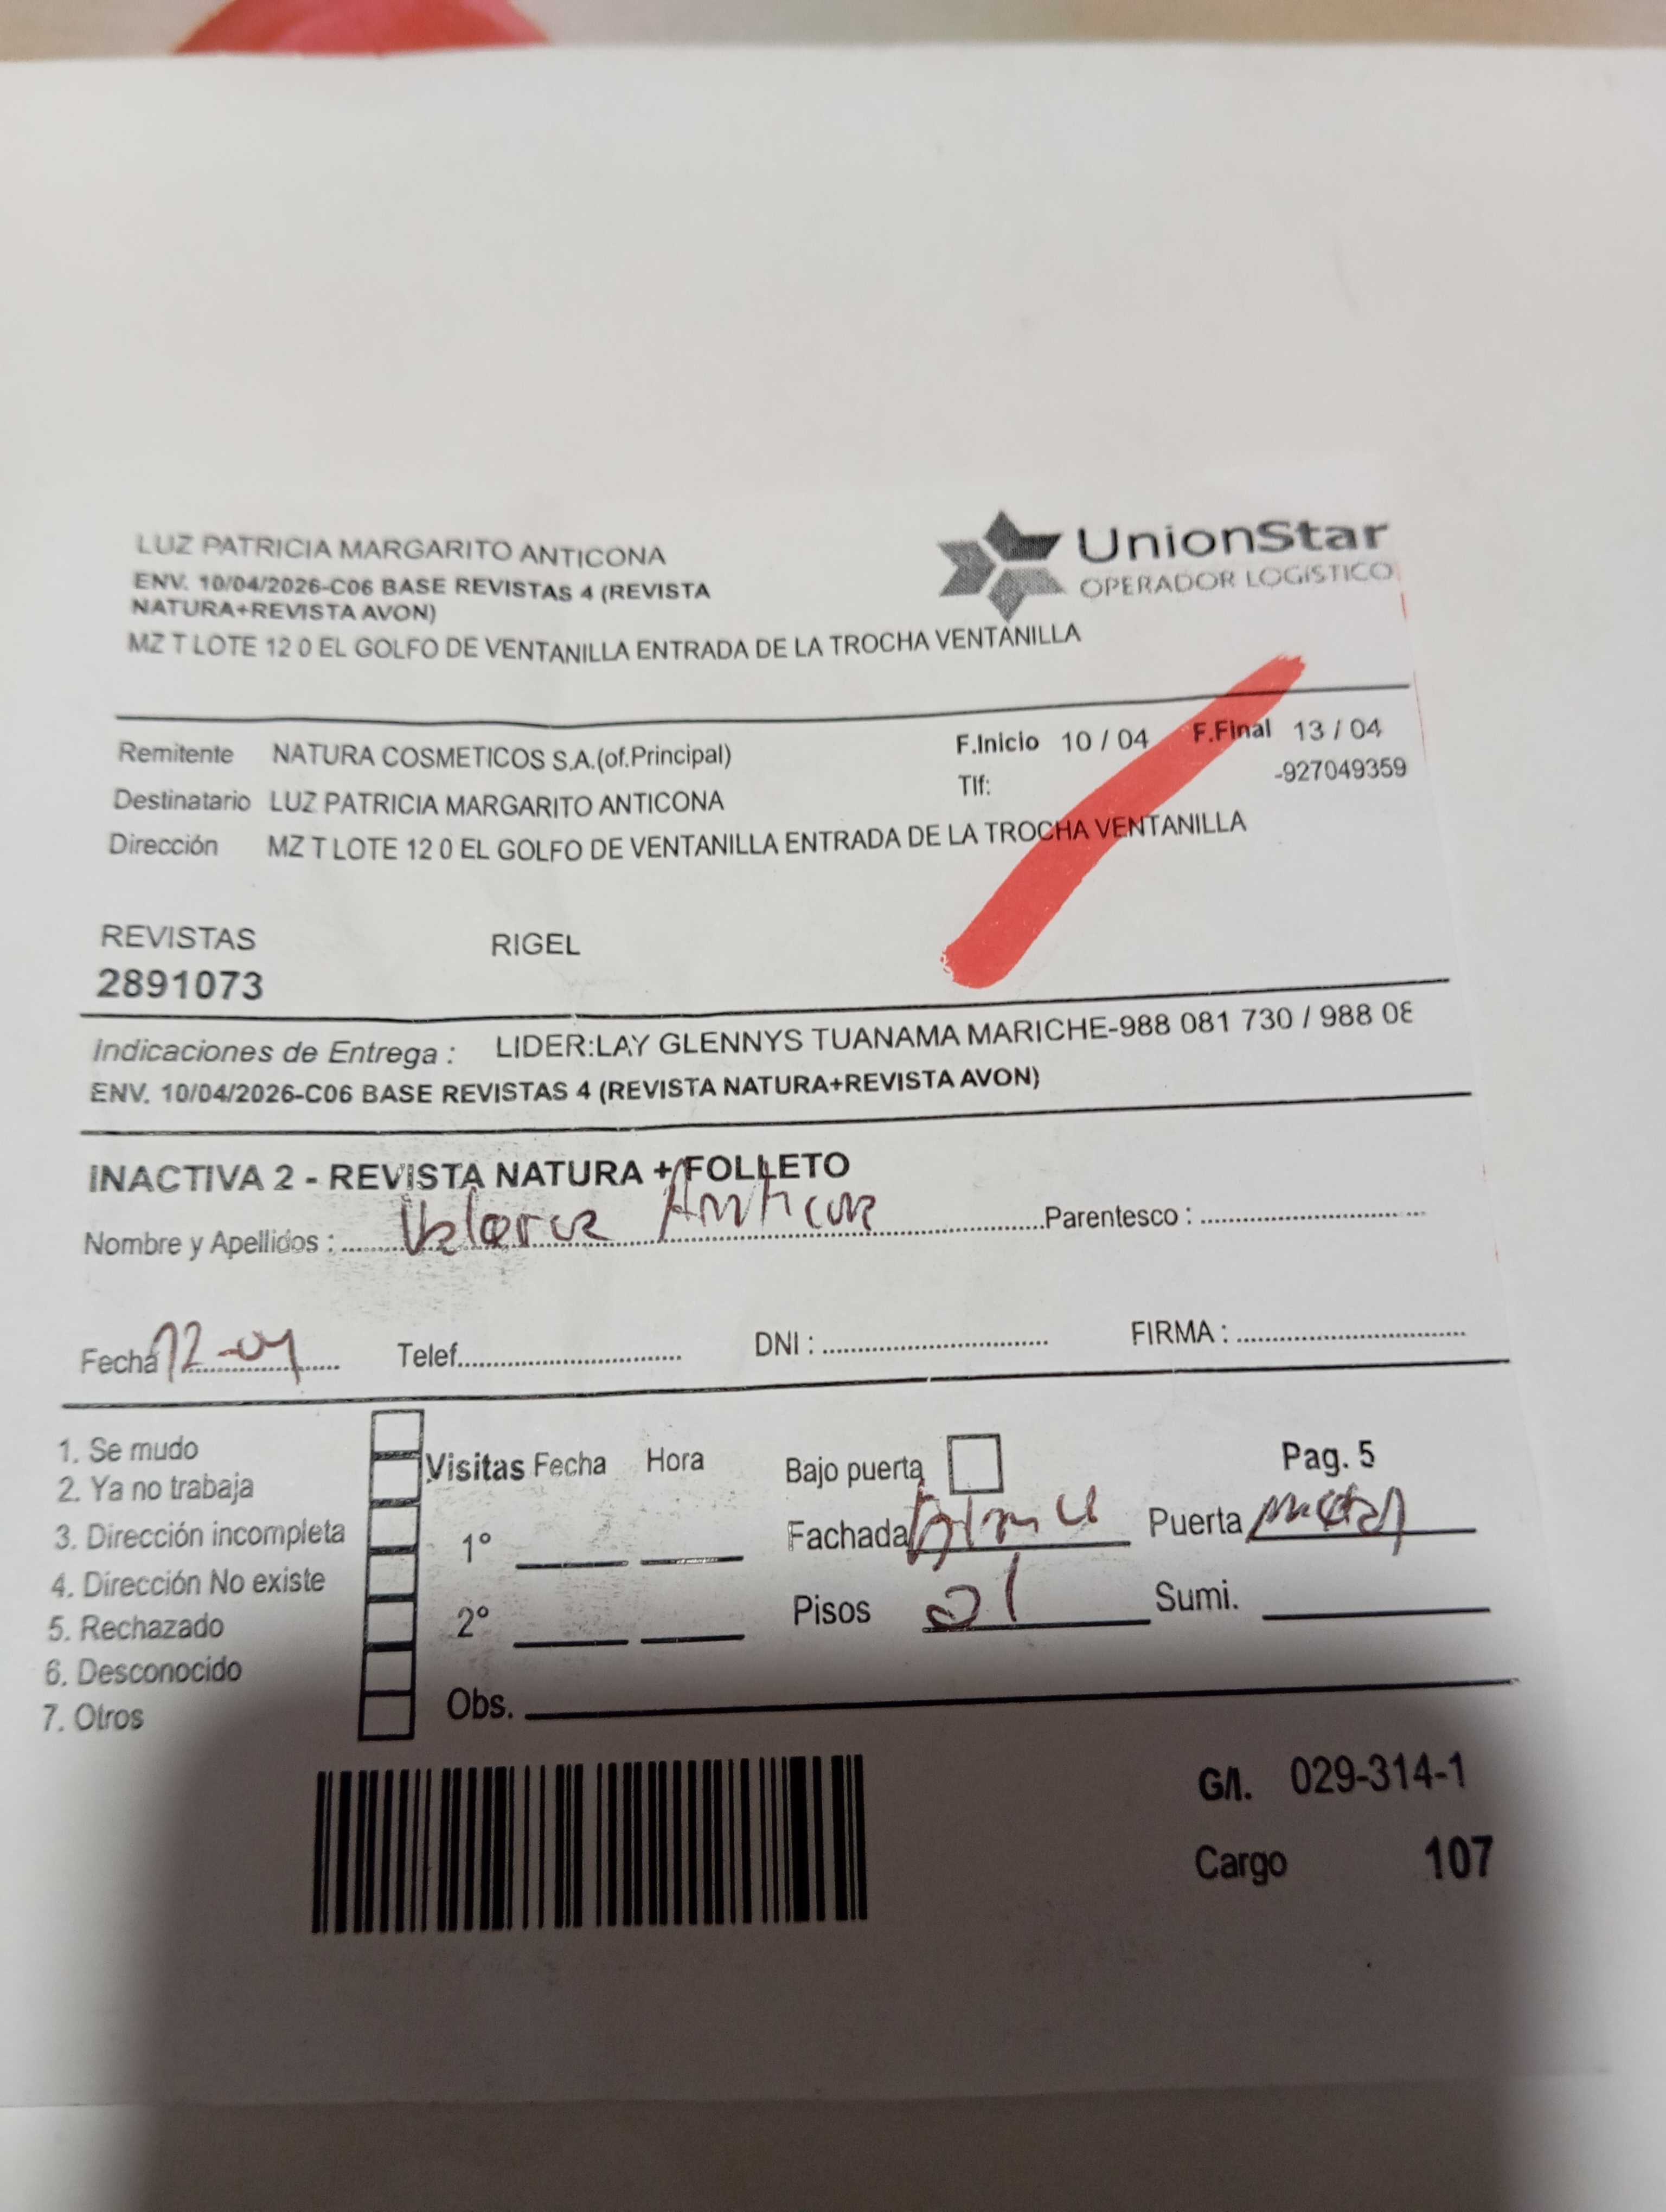 LUZ PATRICIA MARGARITO ANTICONA
ENV. 10/04/2026-C06 BASE REVISTAS 4 (REVISTA
NATURA+REVISTA AVON)
MZ T LOTE 12 0 EL GOLFO DE VENTANILLA ENTRADA DE LA TROCHA VENTANILLA
UnionStar
OPERADOR LOGÍSTICO
Remitente NATURA COSMETICOS S.A.(of.Principal)
F.Inicio 10 / 04 F.Final 13 / 04
Tlf: -927049359
Destinatario LUZ PATRICIA MARGARITO ANTICONA
Dirección MZ T LOTE 12 0 EL GOLFO DE VENTANILLA ENTRADA DE LA TROCHA VENTANILLA
REVISTAS RIGEL
2891073
Indicaciones de Entrega : LIDER:LAY GLENNYS TUANAMA MARICHE-988 081 730 / 988 08
ENV. 10/04/2026-C06 BASE REVISTAS 4 (REVISTA NATURA+REVISTA AVON)
INACTIVA 2 - REVISTA NATURA + FOLLETO
Nombre y Apellidos : Parentesco :
Fecha 12-04 Telef. DNI : FIRMA :
1. Se mudo
2. Ya no trabaja
3. Dirección incompleta
4. Dirección No existe
5. Rechazado
6. Desconocido
7. Otros
Visitas Fecha Hora
1°
2°
Obs.
Bajo puerta Pag. 5
Fachada Puerta metal
Pisos 01 Sumi.
G/I. 029-314-1
Cargo 107